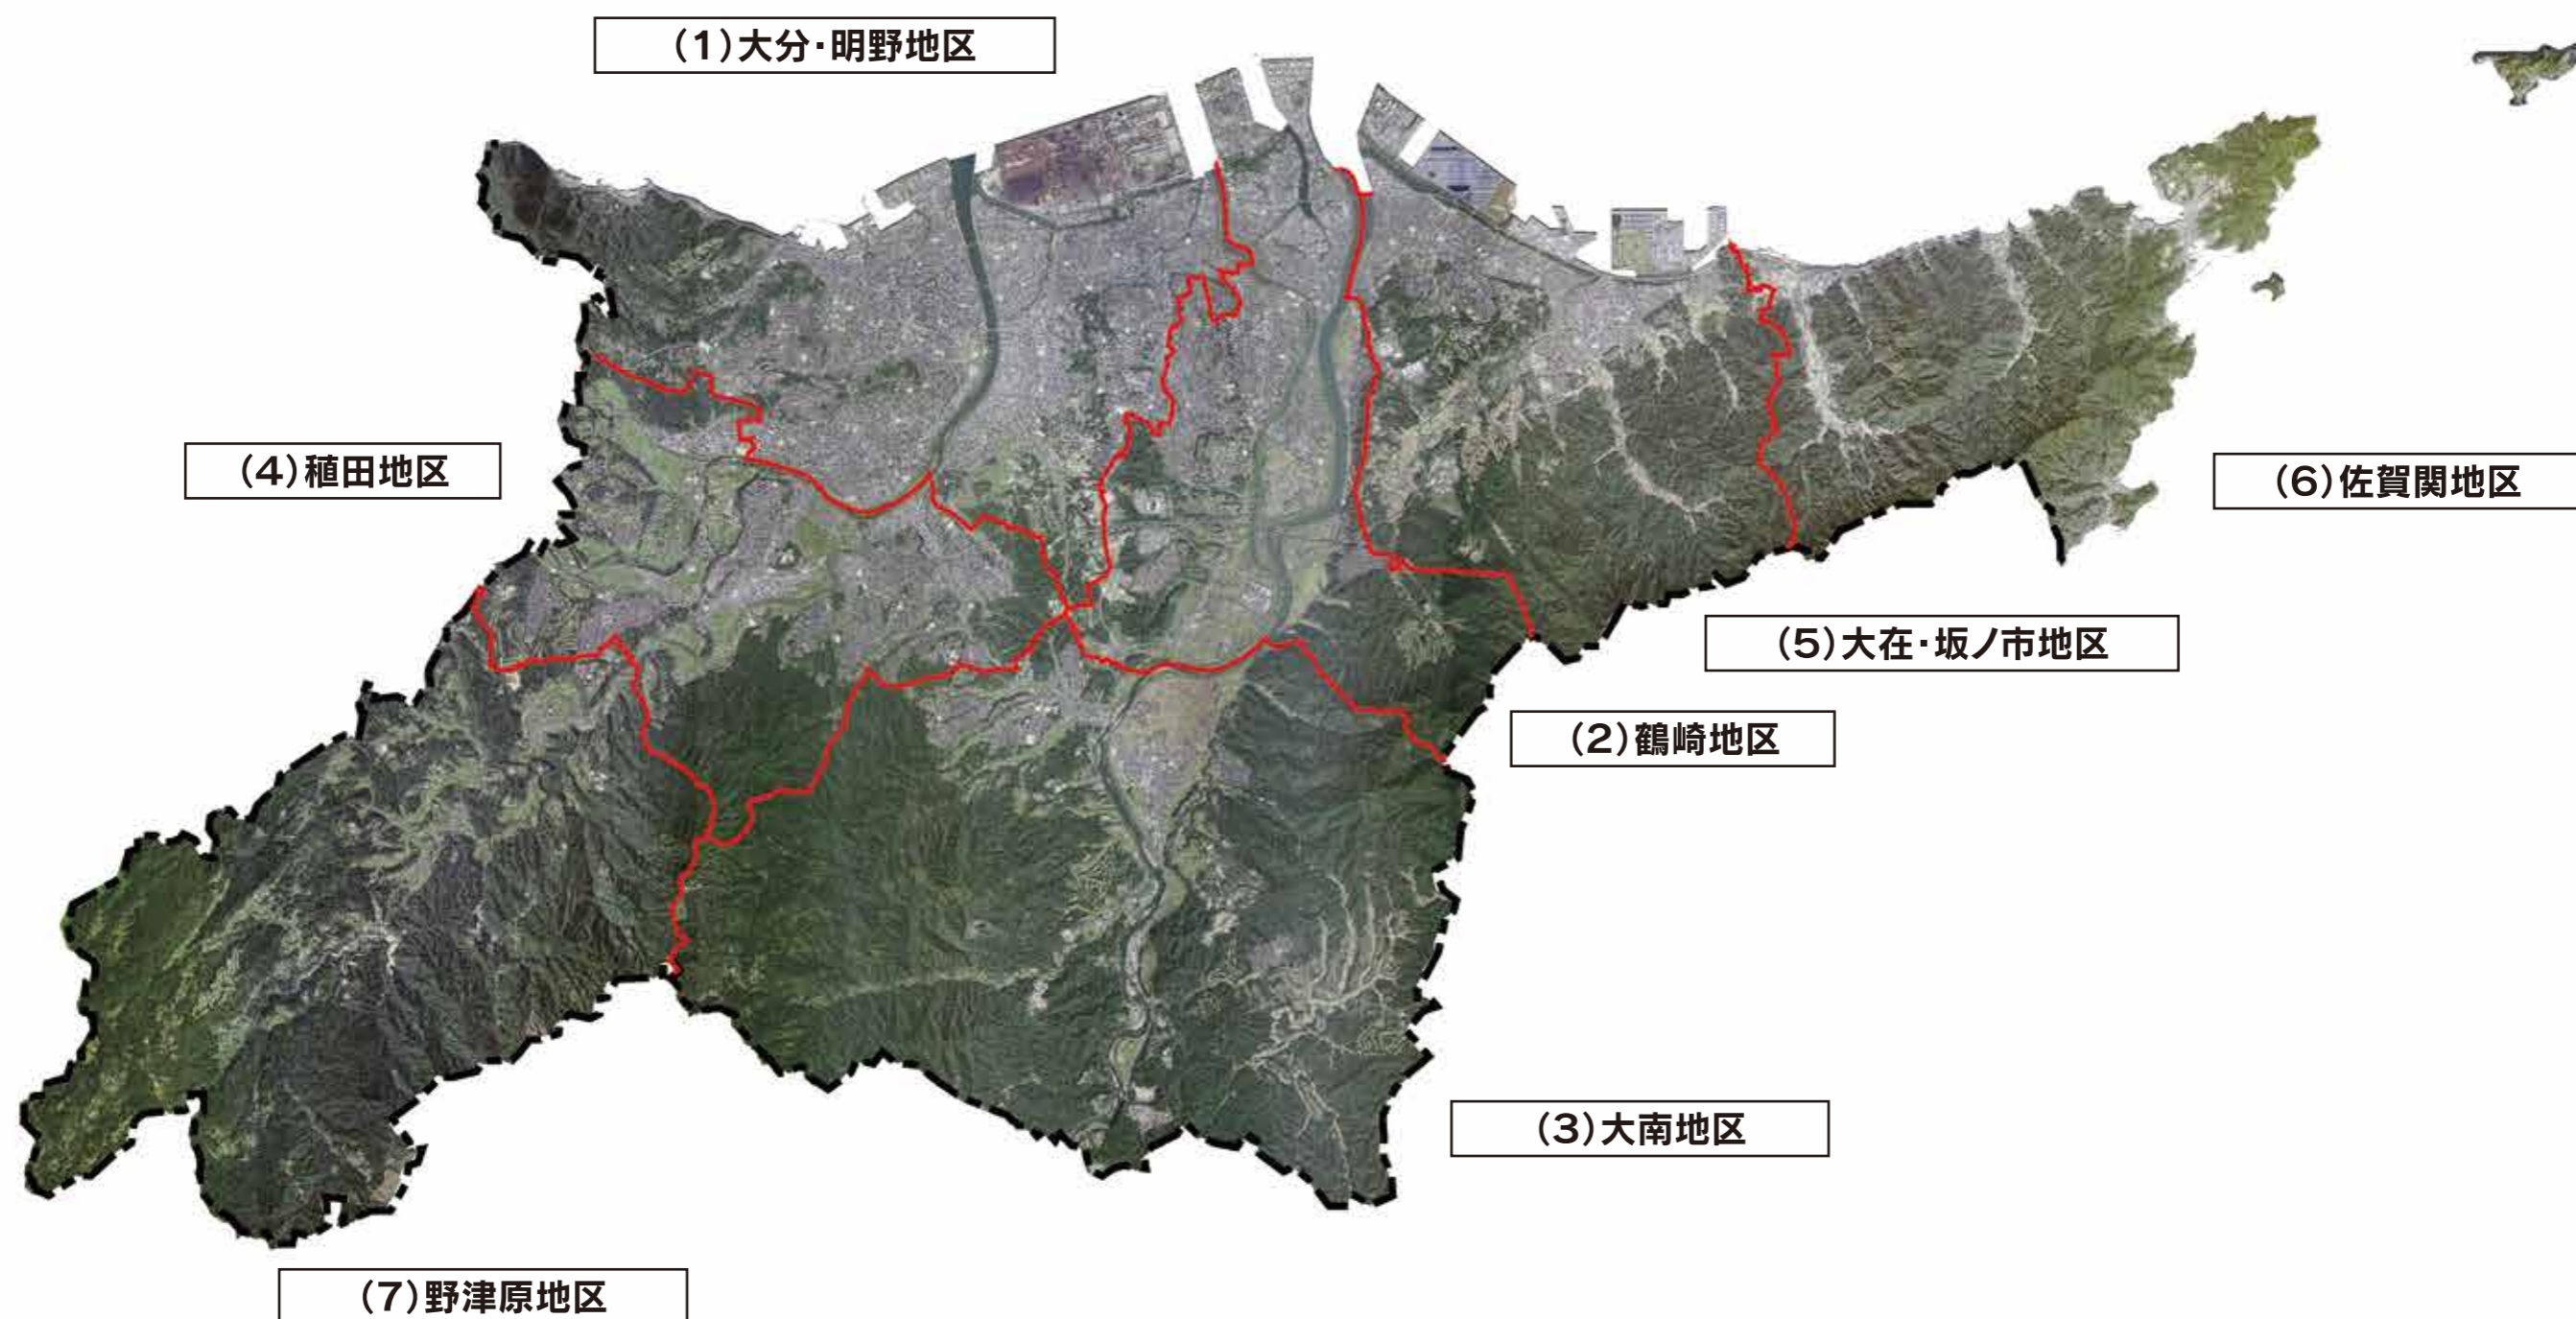 （1）大分・明野地区
（4）稙田地区
（6）佐賀関地区
（5）大在・坂ノ市地区
（2）鶴崎地区
（3）大南地区
（7）野津原地区